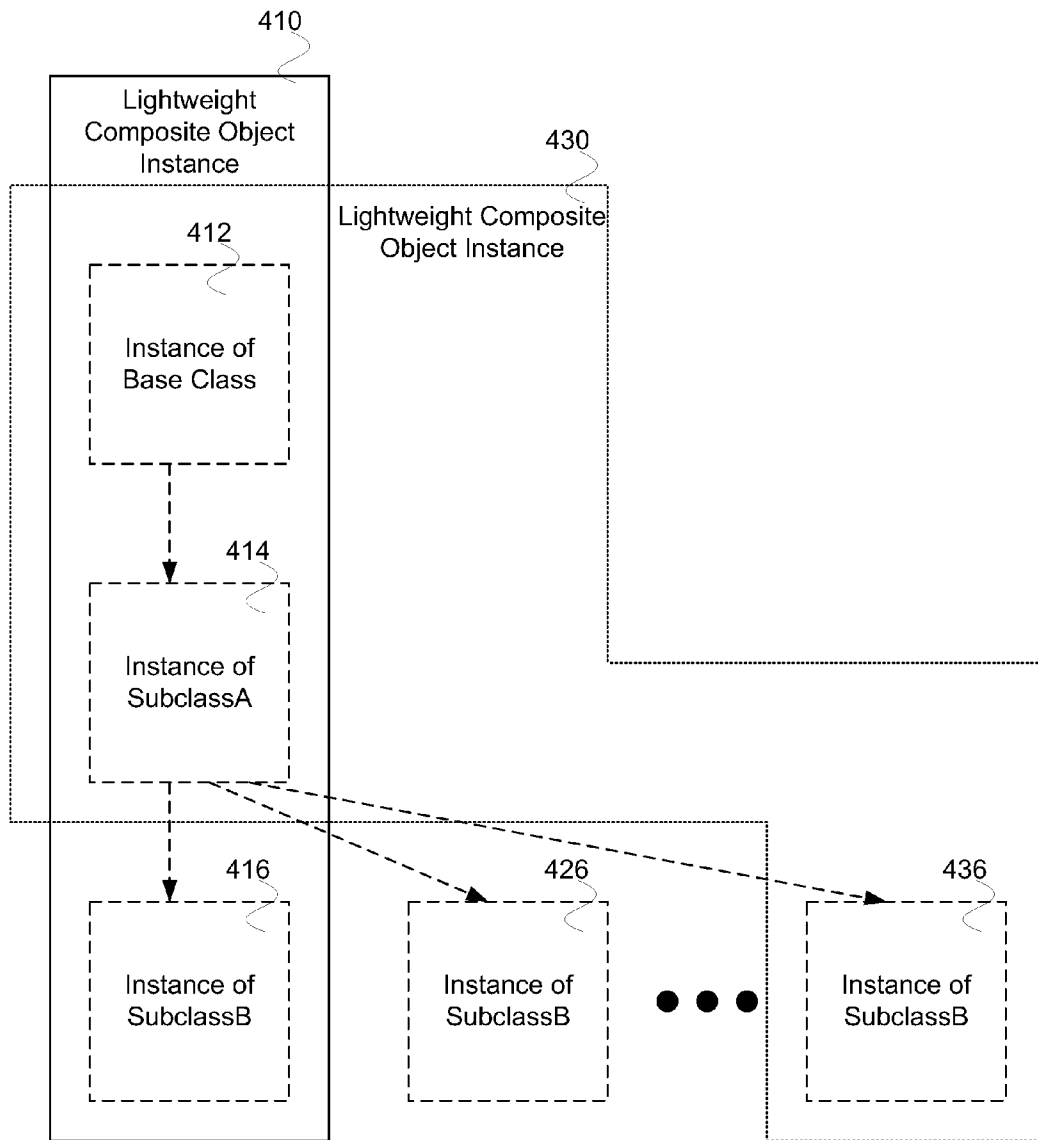 410
Lightweight
Composite Object
Instance
430
Lightweight Composite
Object Instance
412
Instance of
Base Class
414
Instance of
SubclassA
416
Instance of
SubclassB
426
Instance of
SubclassB
436
Instance of
SubclassB